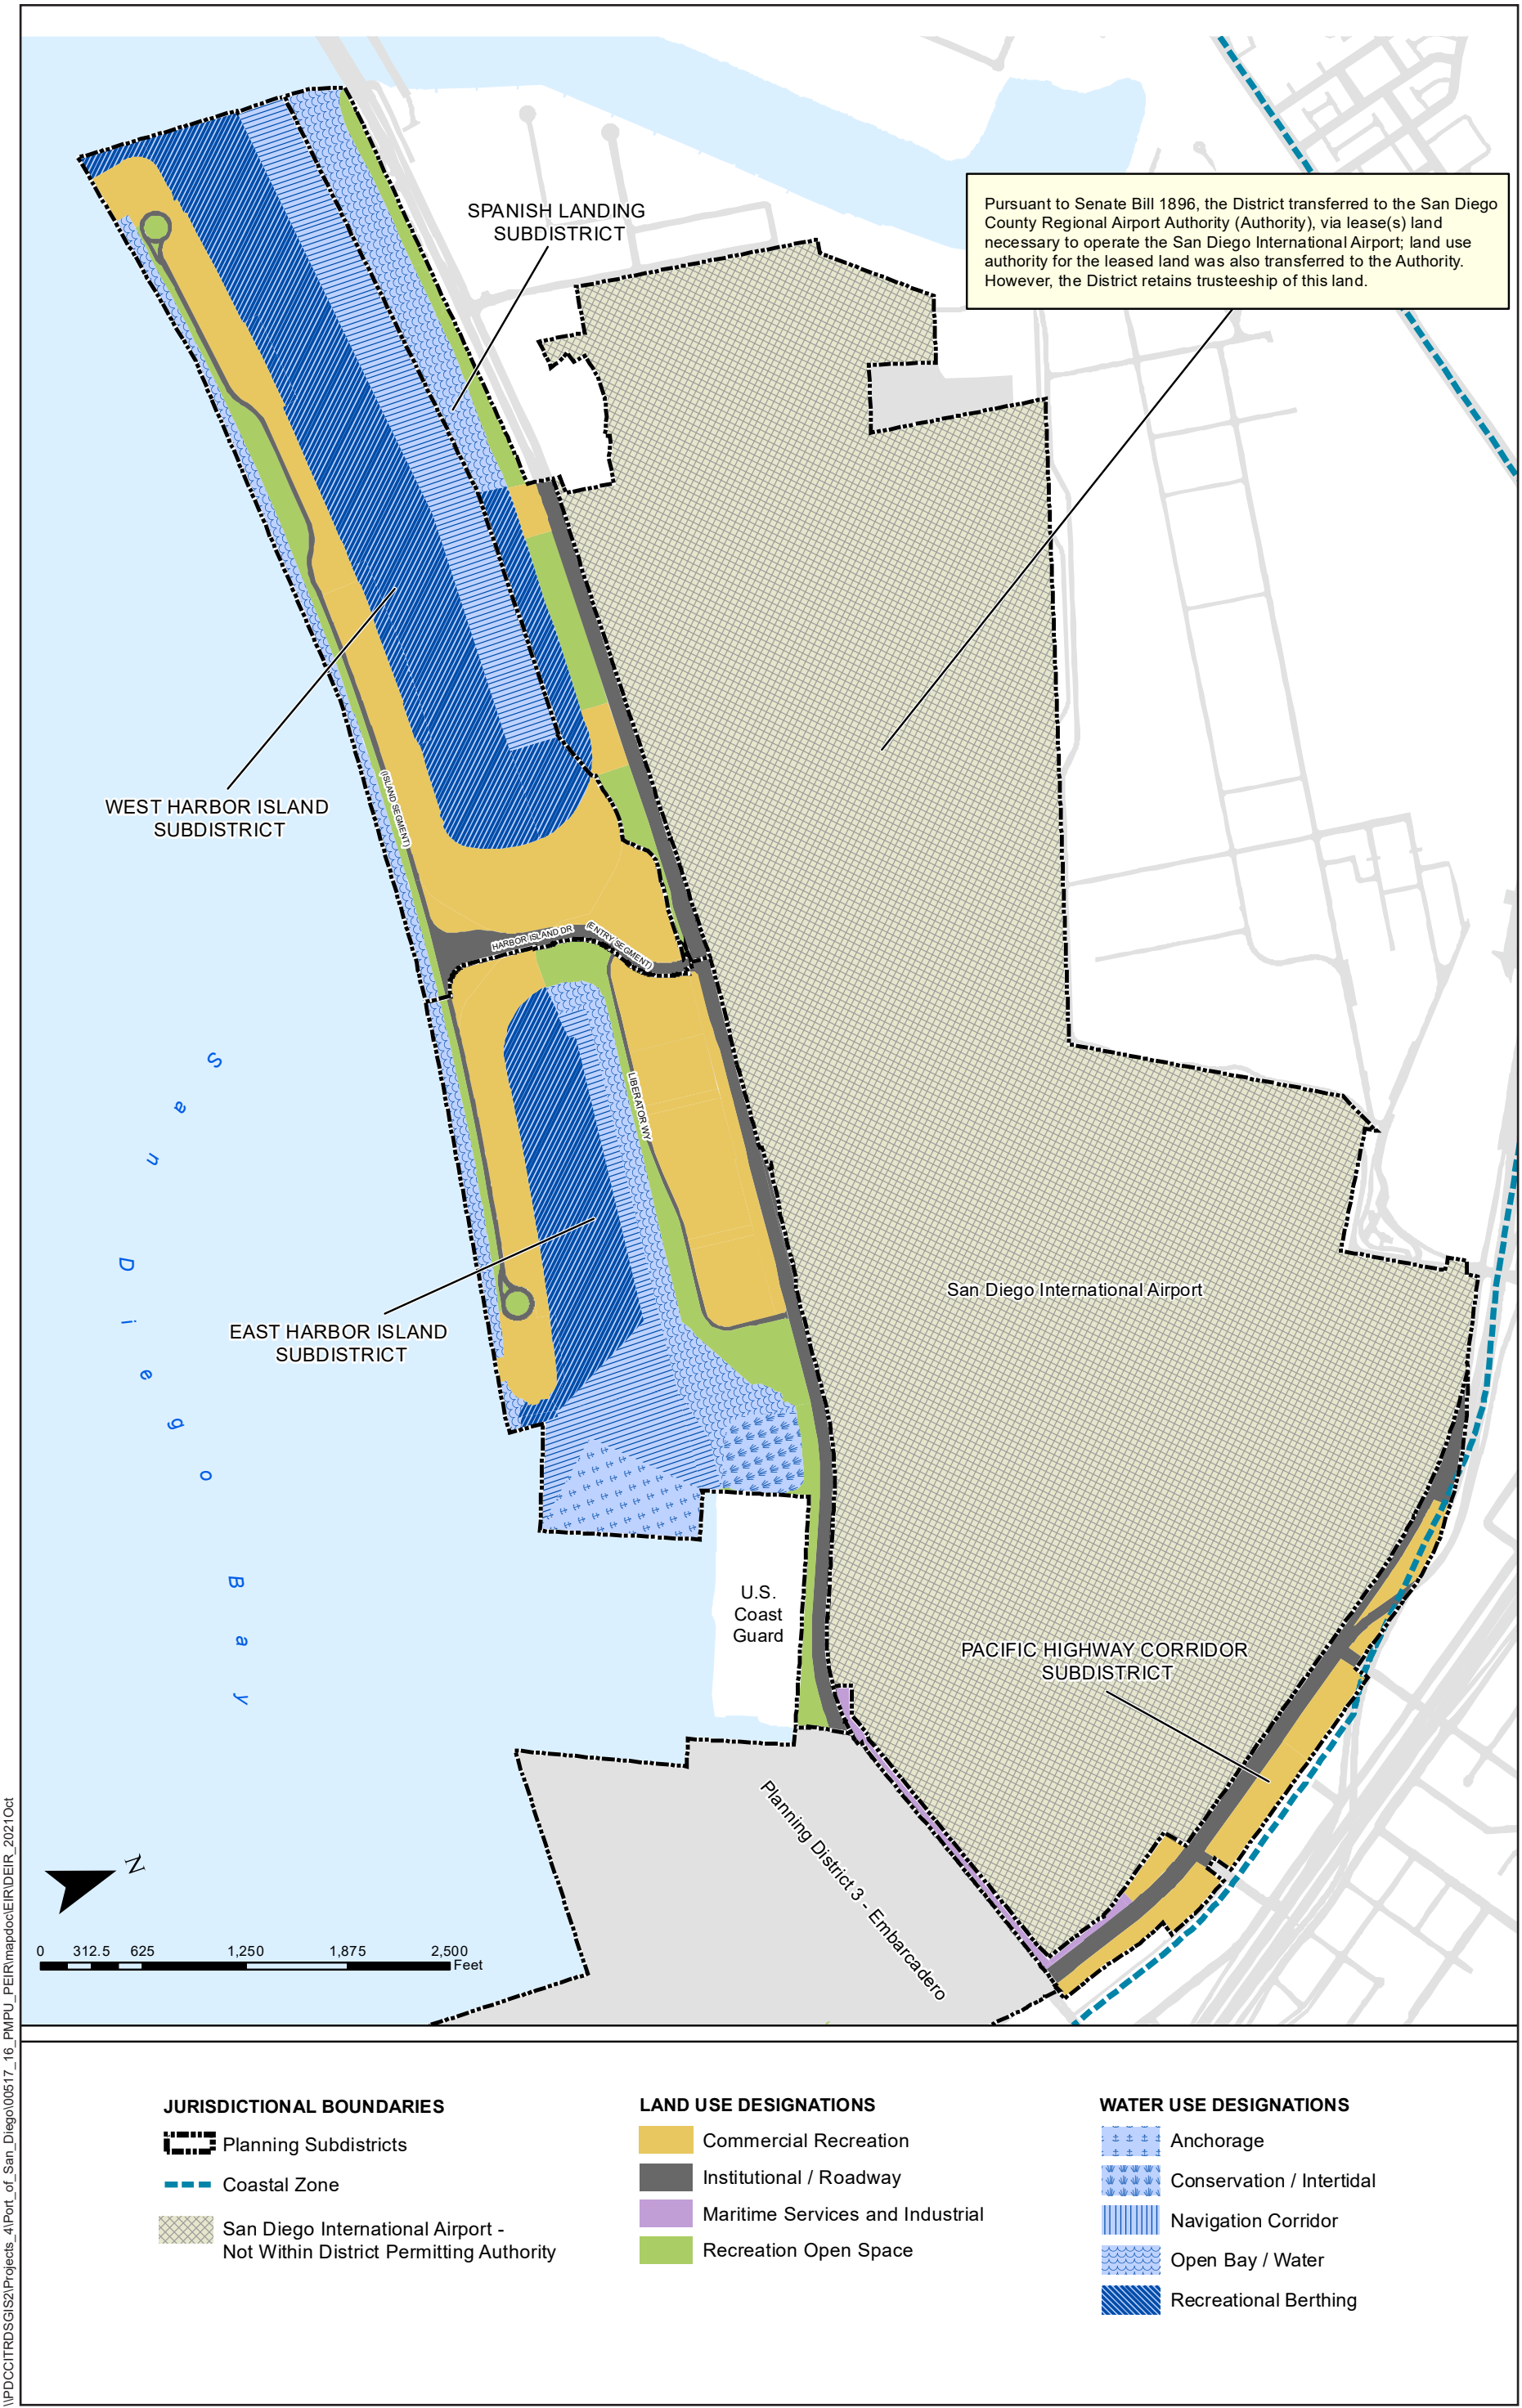 Pursuant to Senate Bill 1896, the District transferred to the San Diego
County Regional Airport Authority (Authority), via lease(s) land
necessary to operate the San Diego International Airport; land use
authority for the leased land was also transferred to the Authority.
However, the District retains trusteeship of this land.
SPANISH LANDING
SUBDISTRICT
WEST HARBOR ISLAND
SUBDISTRICT
(ISLAND SEGMENT)
HARBOR ISLAND DR
(ENTRY SEGMENT)
LIBERATOR WY
San Diego Bay
San Diego International Airport
EAST HARBOR ISLAND
SUBDISTRICT
U.S.
Coast
Guard
PACIFIC HIGHWAY CORRIDOR
SUBDISTRICT
Planning District 3 - Embarcadero
N
0 312.5 625 1,250 1,875 2,500
Feet
\\PDCCITRDSGIS2\Projects_4\Port_of_San_Diego\00517_16_PMPU_PEIR\mapdoc\EIR\DEIR_2021Oct
JURISDICTIONAL BOUNDARIES
Planning Subdistricts
Coastal Zone
San Diego International Airport -
Not Within District Permitting Authority
LAND USE DESIGNATIONS
Commercial Recreation
Institutional / Roadway
Maritime Services and Industrial
Recreation Open Space
WATER USE DESIGNATIONS
Anchorage
Conservation / Intertidal
Navigation Corridor
Open Bay / Water
Recreational Berthing